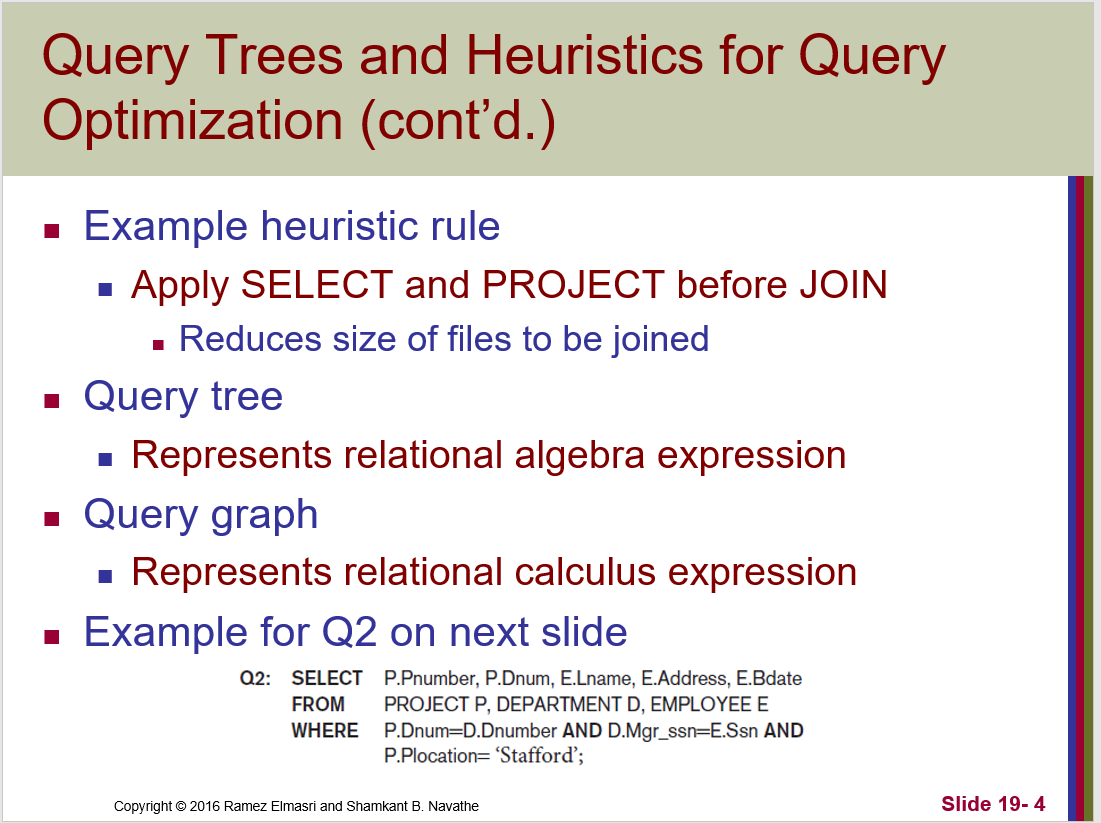 Query Trees and Heuristics for Query
Optimization (cont’d.)
Example heuristic rule
Apply SELECT and PROJECT before JOIN
Reduces size of files to be joined
Query tree
Represents relational algebra expression
Query graph
Represents relational calculus expression
Example for Q2 on next slide
Q2: SELECT P.Pnumber, P.Dnum, E.Lname, E.Address, E.Bdate
FROM PROJECT P, DEPARTMENT D, EMPLOYEE E
WHERE P.Dnum=D.Dnumber AND D.Mgr_ssn=E.Ssn AND
P.Plocation= ‘Stafford’;
Copyright © 2016 Ramez Elmasri and Shamkant B. Navathe
Slide 19- 4